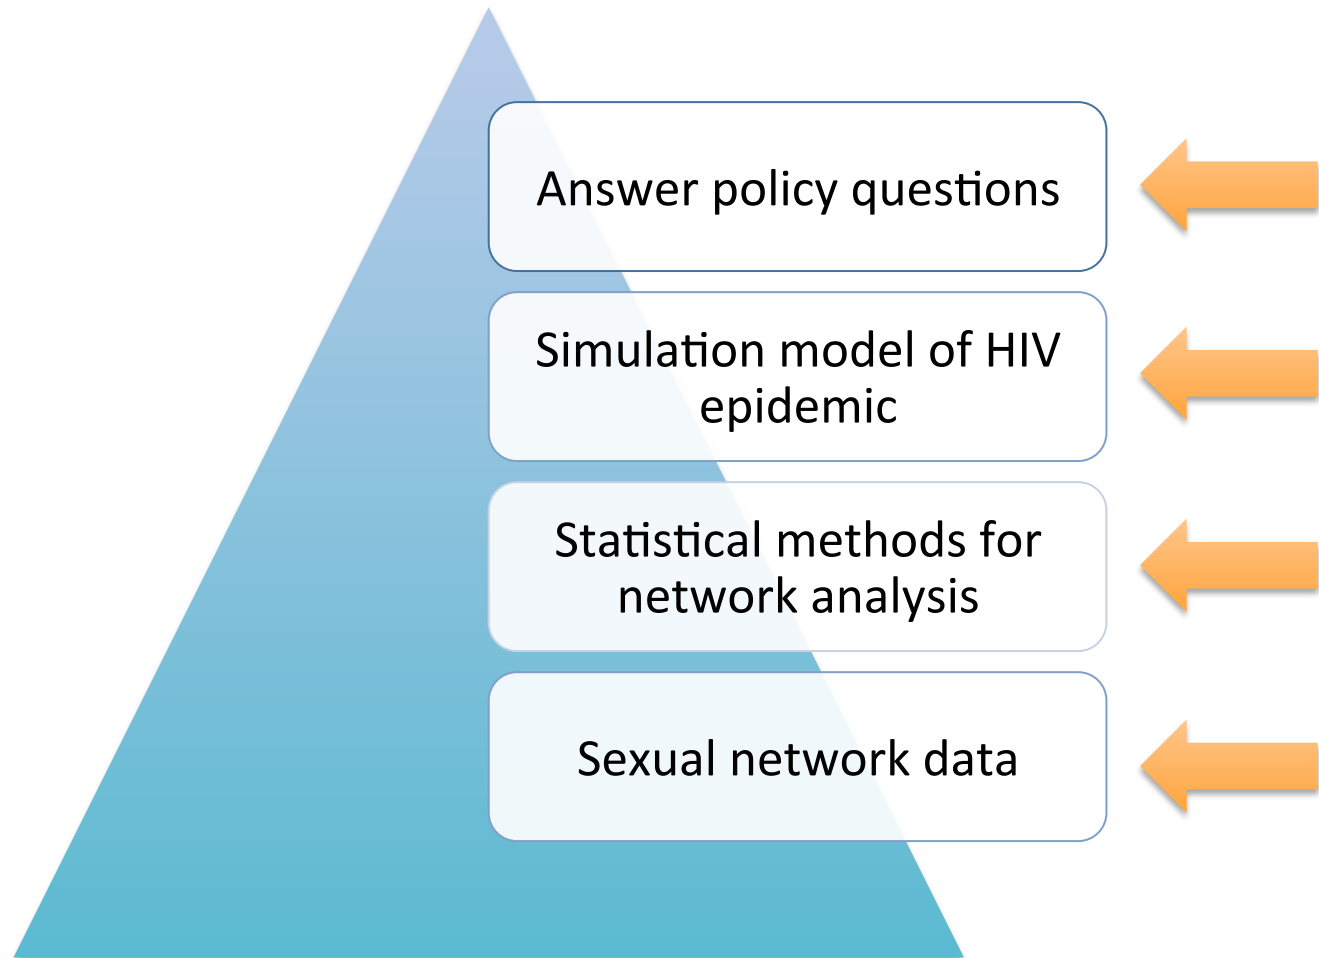 Answer policy questions
Simulation model of HIV
epidemic
Statistical methods for
network analysis
Sexual network data